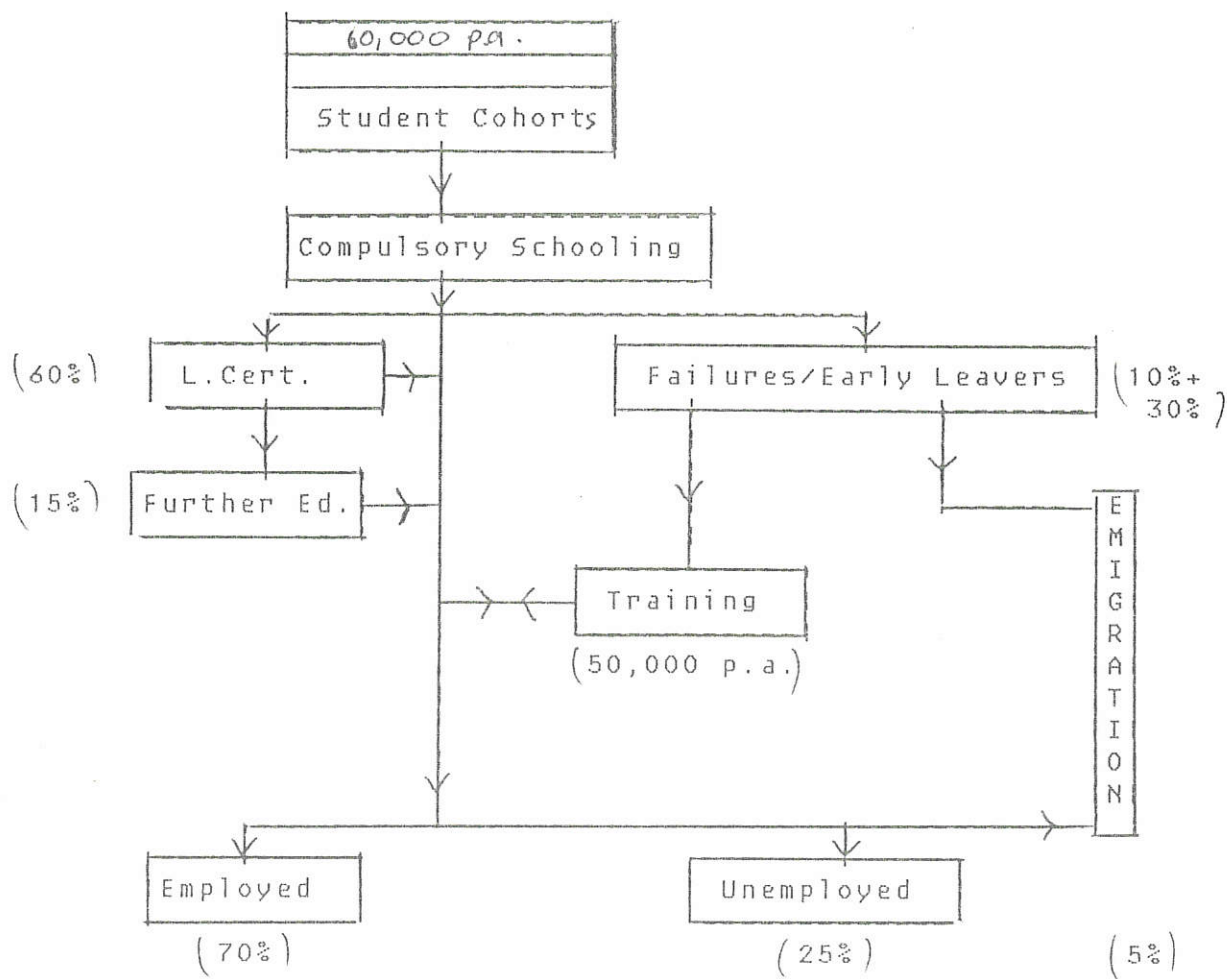 60,000 p.a.
Student Cohorts
Compulsory Schooling
(60%)
L.Cert.
Failures/Early Leavers
(10%+
30%)
(15%)
Further Ed.
EMIGRATION
Training
(50,000 p.a.)
Employed
Unemployed
(70%)
(25%)
(5%)